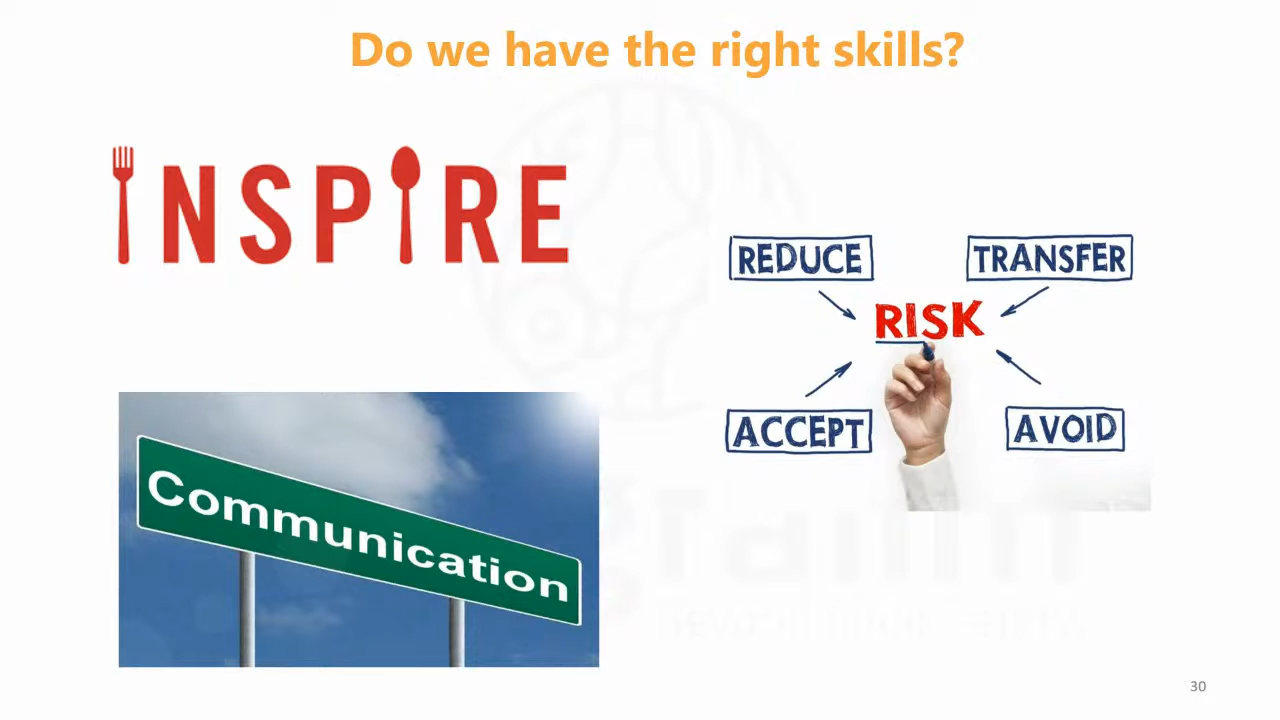 Do we have the right skills?
INSPIRE
REDUCE
TRANSFER
RISK
ACCEPT
AVOID
Communication
30